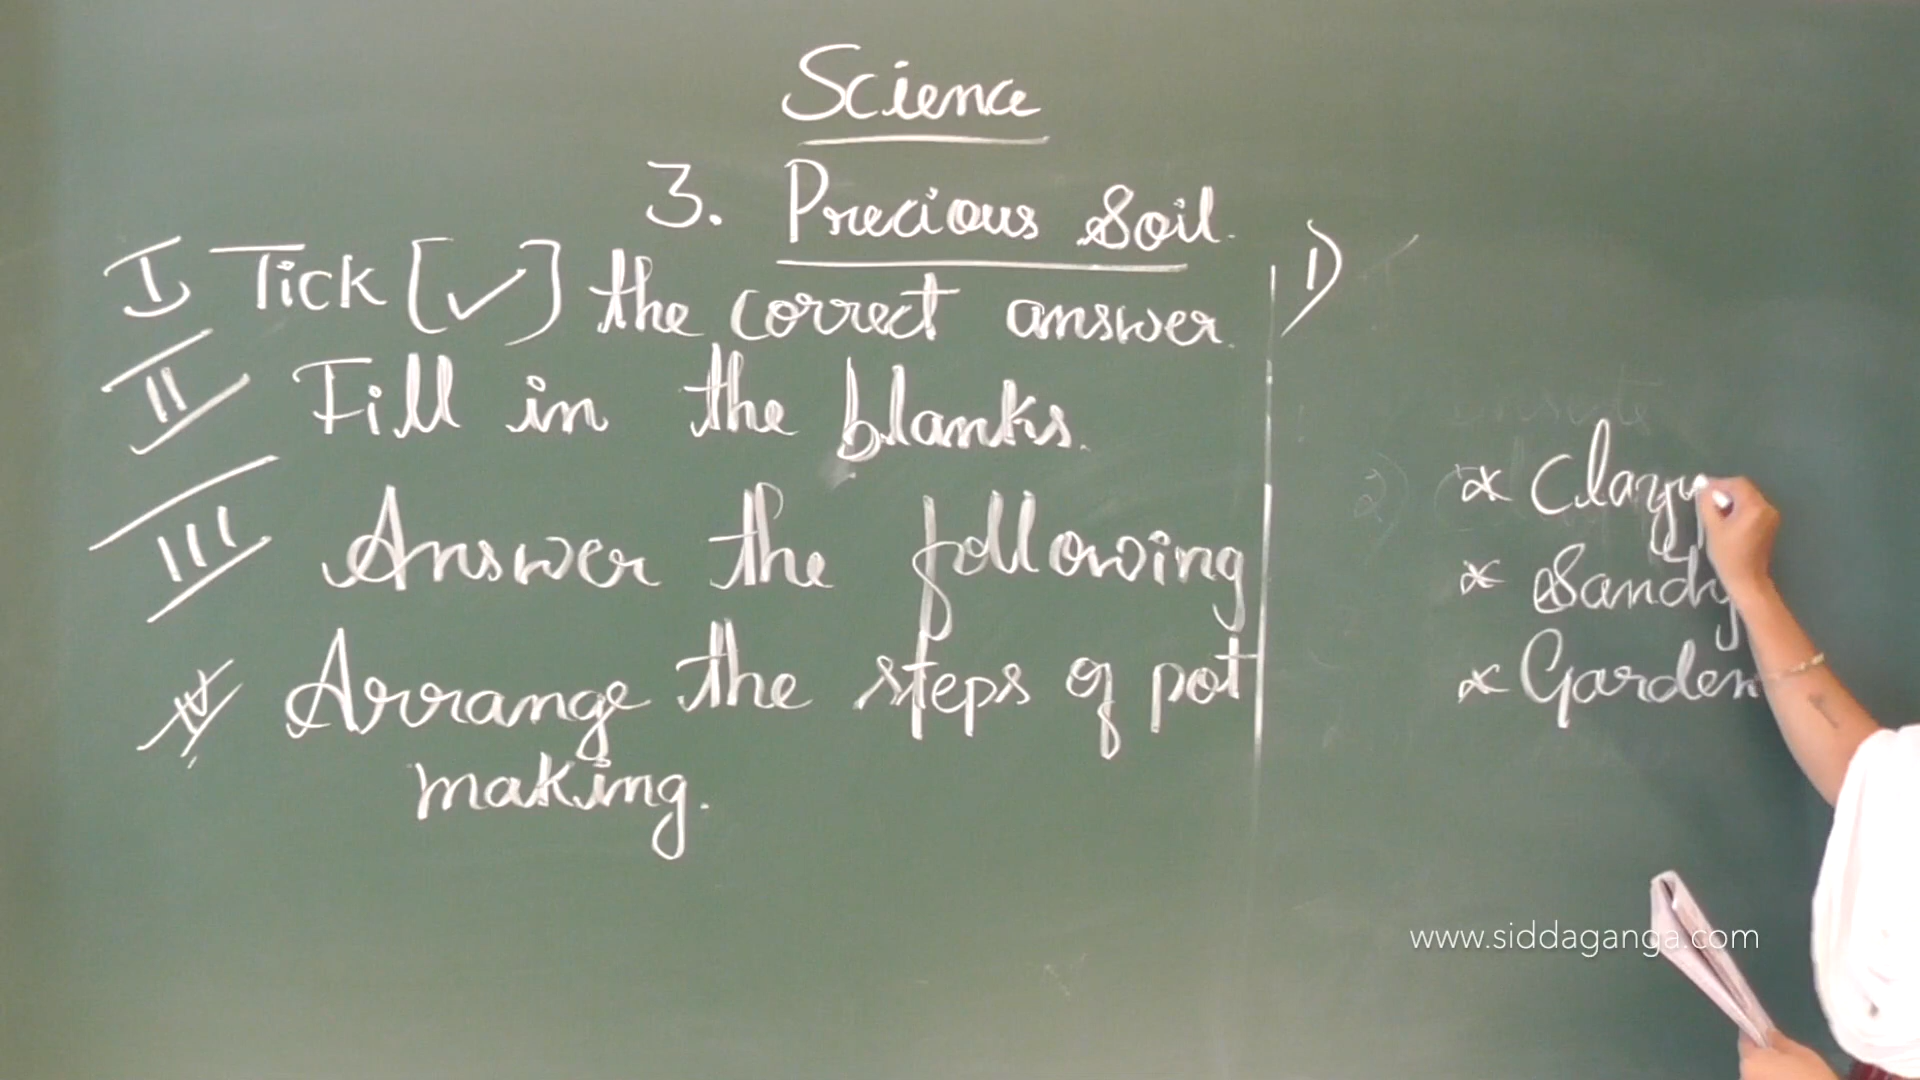 Science
3. Precious Soil.
I Tick [✓] the correct answer.
II Fill in the blanks.
III Answer the following
IV Arrange the steps of pot
making.
1)
* Clayy
* Sandy
* Garden
www.siddaganga.com